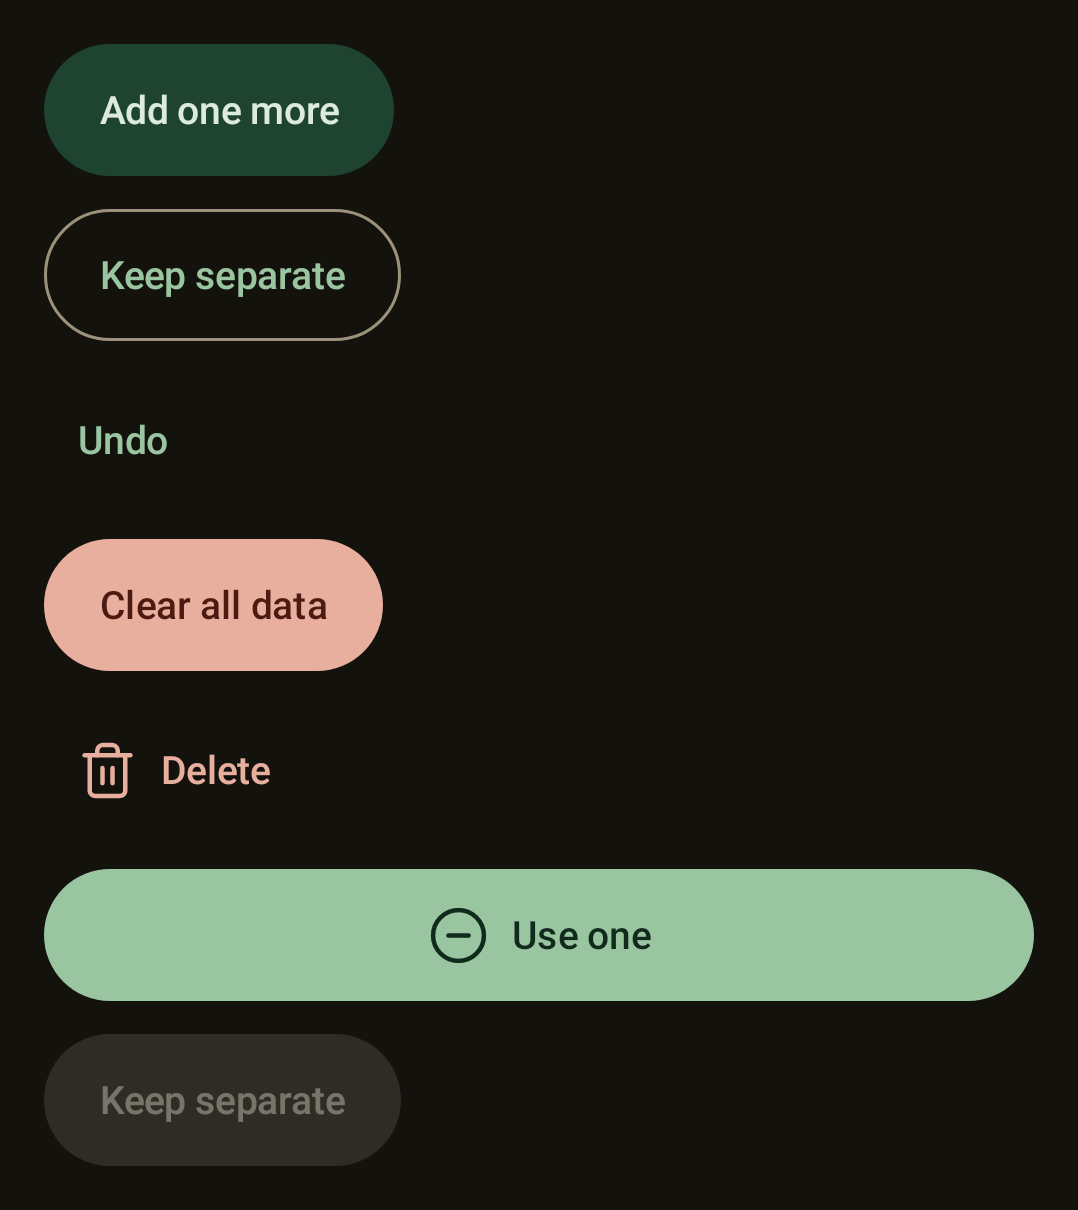 Add one more
Keep separate
Undo
Clear all data
Delete
Use one
Keep separate